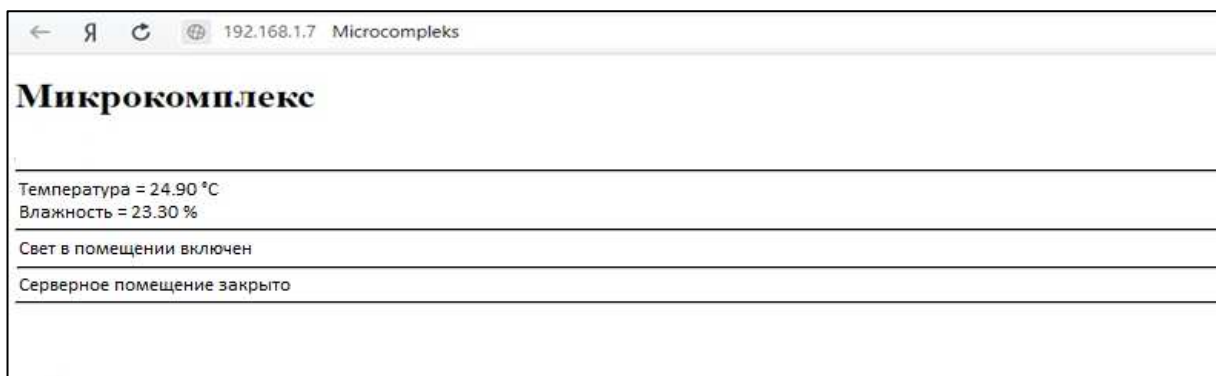 Я 192.168.1.7 Microcompleks
Микрокомплекс
Температура = 24.90 °C
Влажность = 23.30 %
Свет в помещении включен
Серверное помещение закрыто